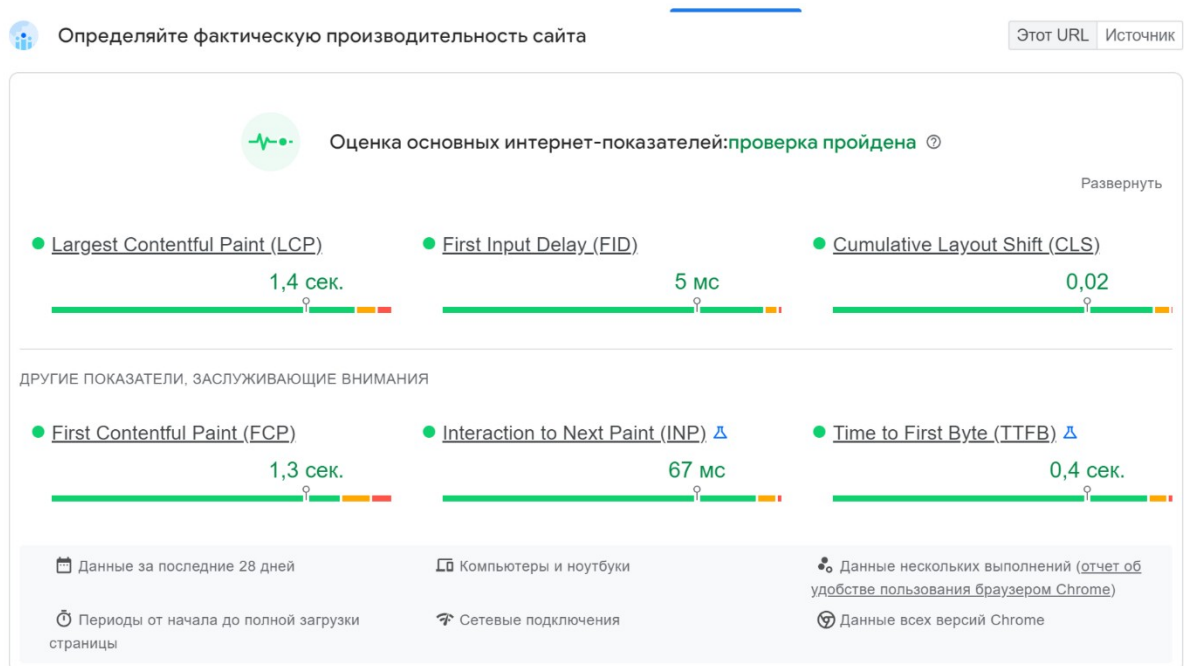 Определяйте фактическую производительность сайта
Этот URL Источник
Оценка основных интернет-показателей:проверка пройдена
Развернуть
Largest Contentful Paint (LCP) First Input Delay (FID) Cumulative Layout Shift (CLS)
1,4 сек. 5 мс 0,02
ДРУГИЕ ПОКАЗАТЕЛИ, ЗАСЛУЖИВАЮЩИЕ ВНИМАНИЯ
First Contentful Paint (FCP) Interaction to Next Paint (INP) Time to First Byte (TTFB)
1,3 сек. 67 мс 0,4 сек.
Данные за последние 28 дней
Компьютеры и ноутбуки
Данные нескольких выполнений (отчет об
удобстве пользования браузером Chrome)
Периоды от начала до полной загрузки
страницы
Сетевые подключения
Данные всех версий Chrome